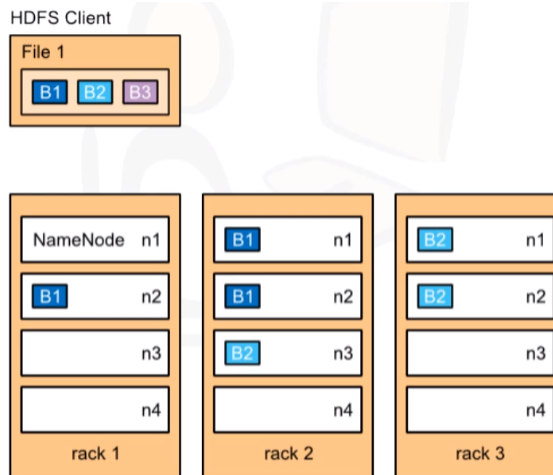 HDFS Client
File 1
B1 B2 B3
NameNode n1
B1 n2
n3
n4
rack 1
B1 n1
B1 n2
B2 n3
n4
rack 2
B2 n1
B2 n2
n3
n4
rack 3